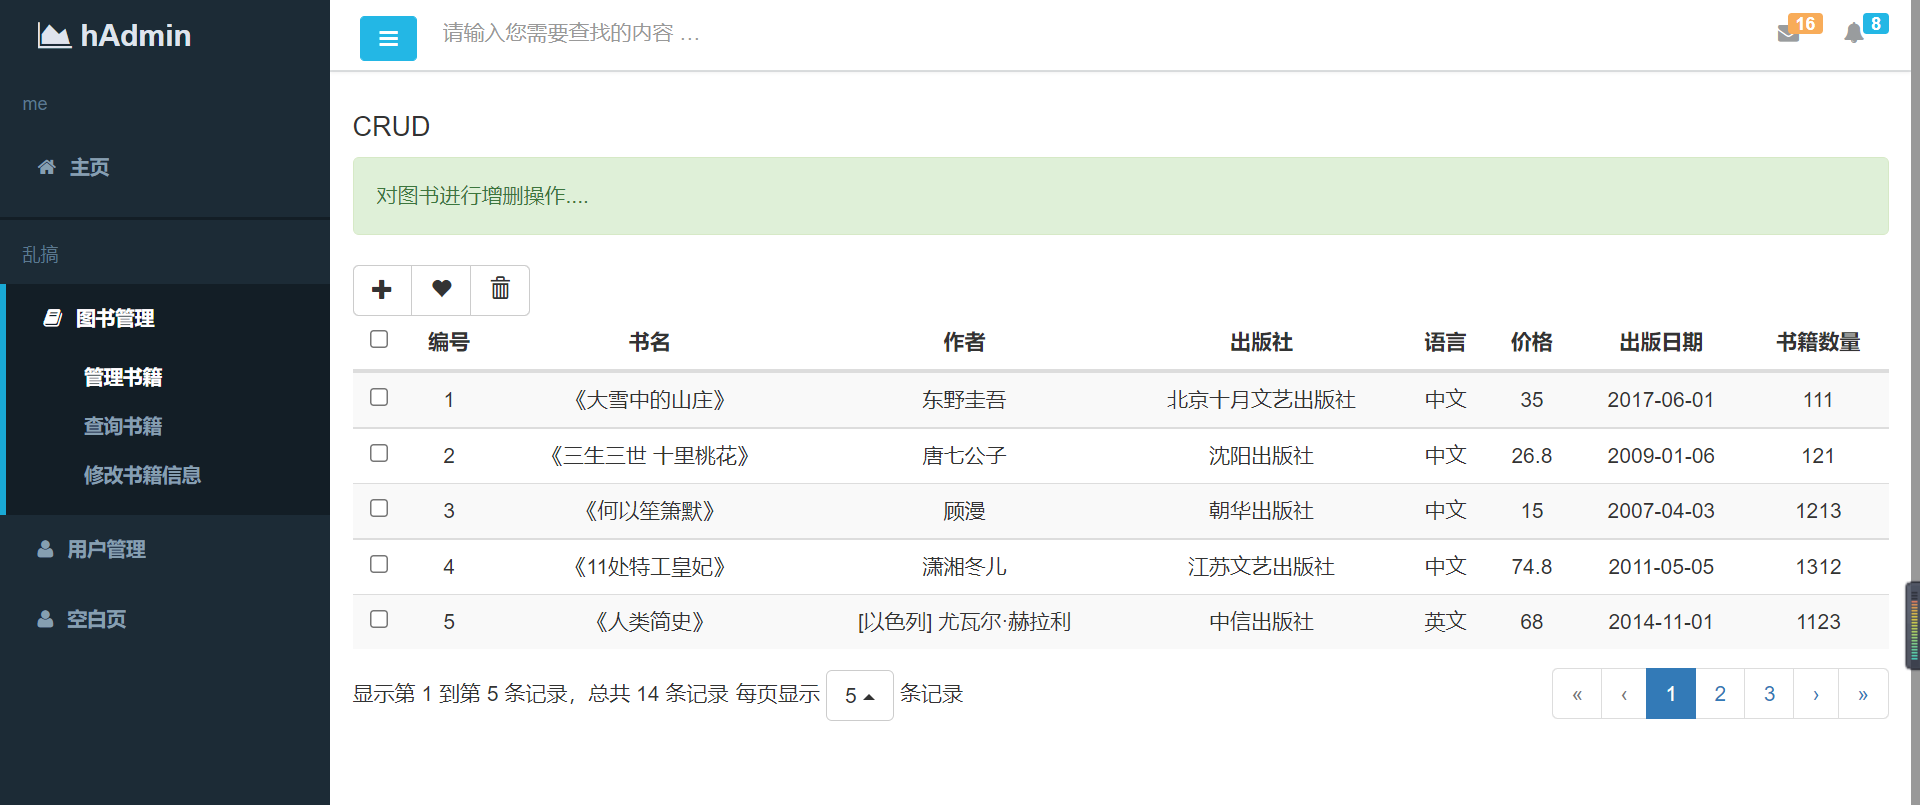 hAdmin
me
主页
乱搞
图书管理
管理书籍
查询书籍
修改书籍信息
用户管理
空白页
请输入您需要查找的内容 …
16
8
CRUD
对图书进行增删操作....
编号 书名 作者 出版社 语言 价格 出版日期 书籍数量
1 《大雪中的山庄》 东野圭吾 北京十月文艺出版社 中文 35 2017-06-01 111
2 《三生三世 十里桃花》 唐七公子 沈阳出版社 中文 26.8 2009-01-06 121
3 《何以笙箫默》 顾漫 朝华出版社 中文 15 2007-04-03 1213
4 《11处特工皇妃》 潇湘冬儿 江苏文艺出版社 中文 74.8 2011-05-05 1312
5 《人类简史》 [以色列] 尤瓦尔·赫拉利 中信出版社 英文 68 2014-11-01 1123
显示第 1 到第 5 条记录，总共 14 条记录 每页显示 5 条记录
« ‹ 1 2 3 › »